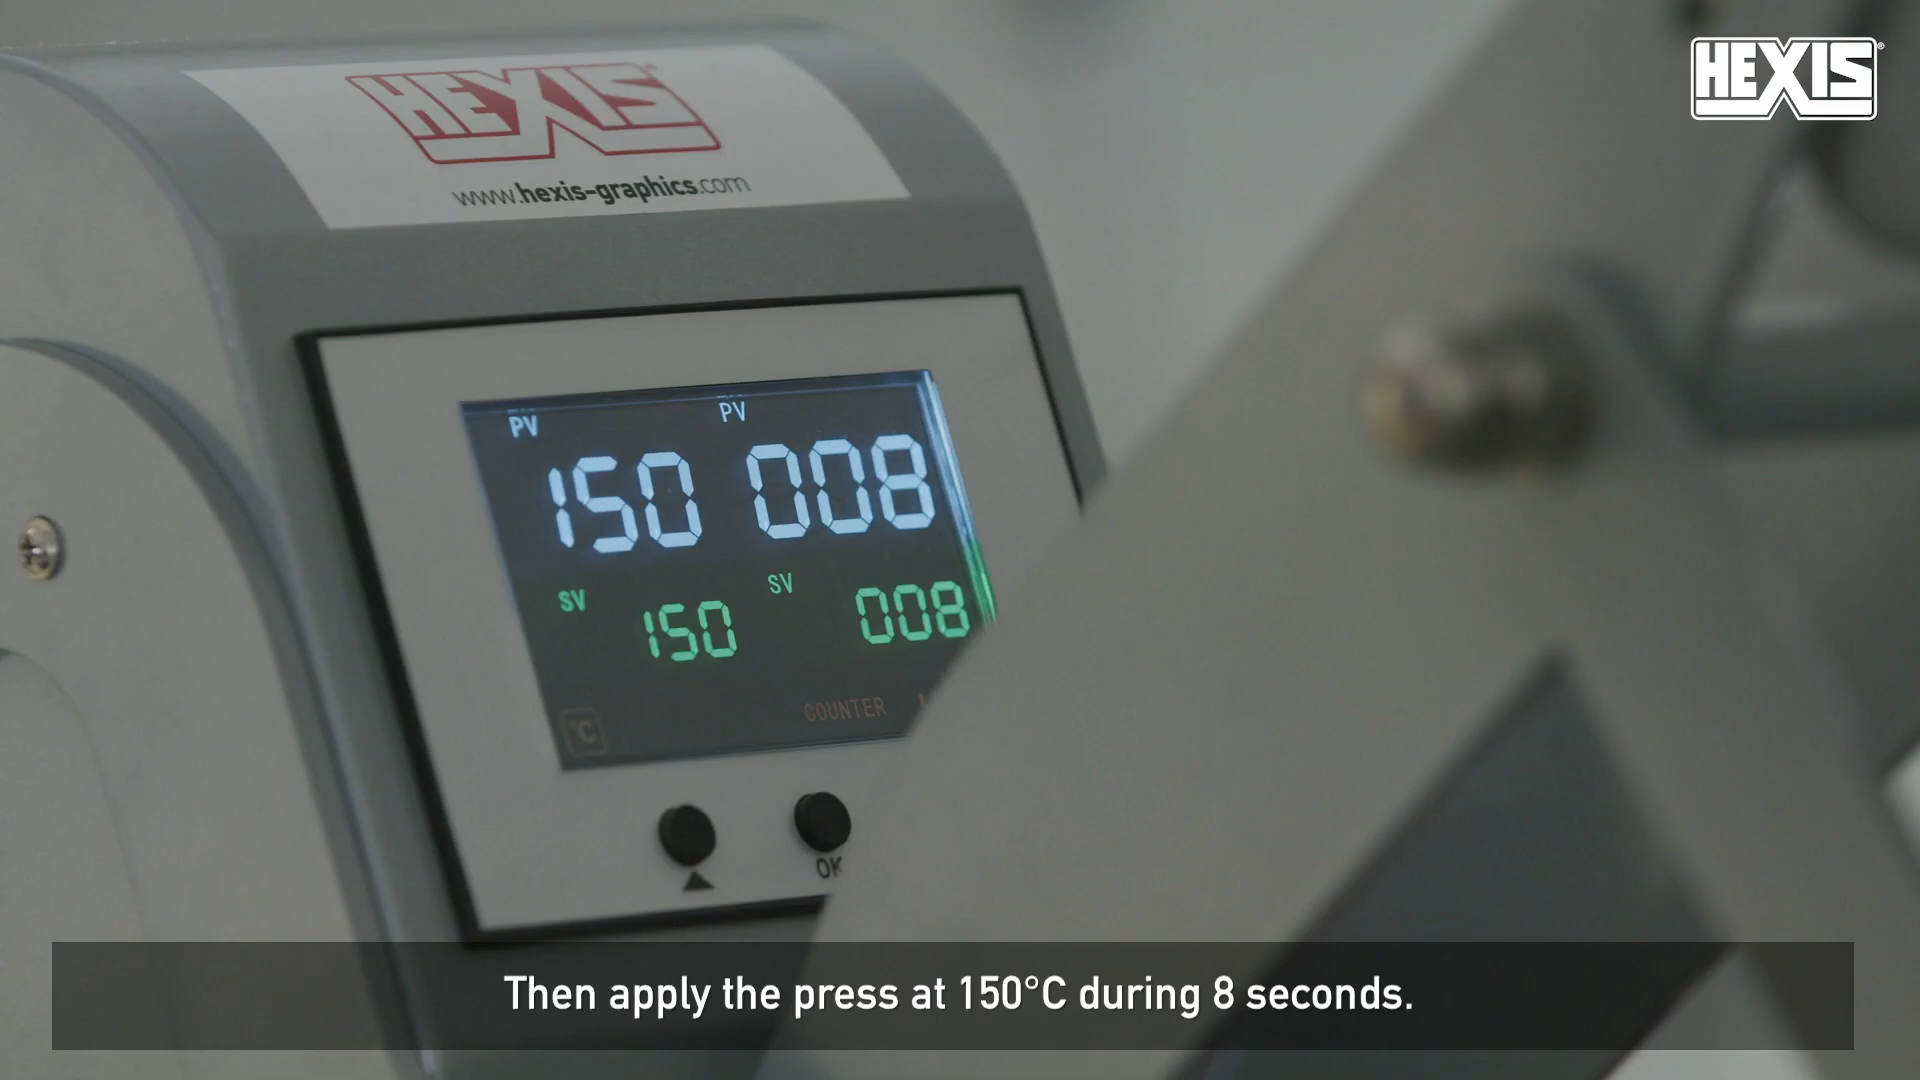 HEXIS
www.hexis-graphics.com
HEXIS®
PV PV
150 008
SV SV
150 008
COUNTER
°C
OK
Then apply the press at 150°C during 8 seconds.